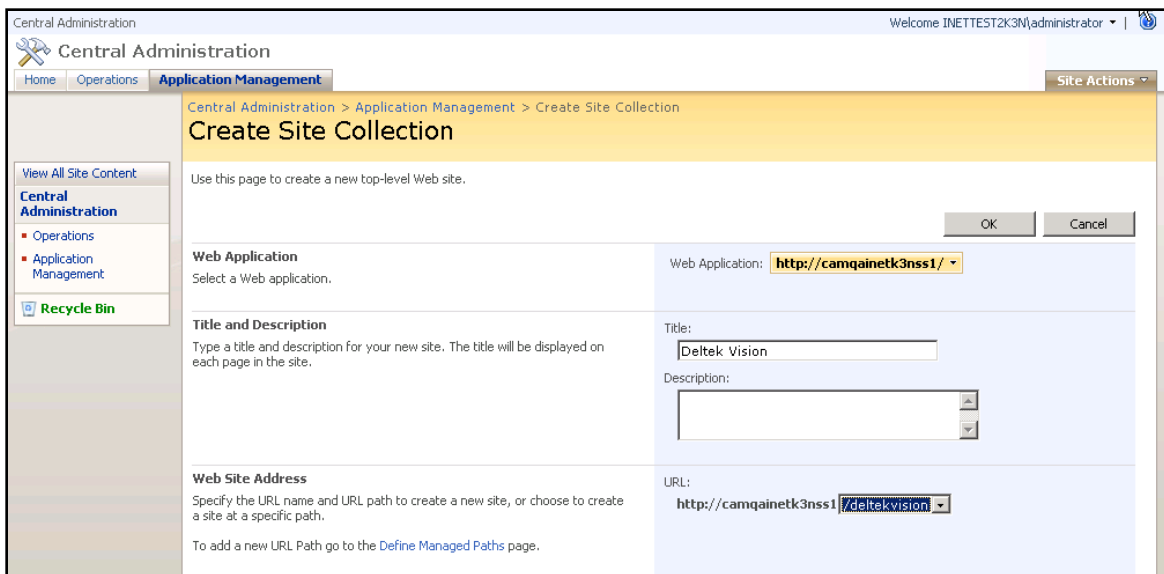 Central Administration
Welcome INETTEST2K3N\administrator
Central Administration
Home Operations Application Management
Site Actions
Central Administration > Application Management > Create Site Collection
Create Site Collection
View All Site Content
Central
Administration
Operations
Application
Management
Recycle Bin
Use this page to create a new top-level Web site.
OK Cancel
Web Application
Select a Web application.
Web Application: http://camqainetk3nss1/
Title and Description
Type a title and description for your new site. The title will be displayed on
each page in the site.
Title:
Deltek Vision
Description:
Web Site Address
Specify the URL name and URL path to create a new site, or choose to create
a site at a specific path.
To add a new URL Path go to the Define Managed Paths page.
URL:
http://camqainetk3nss1 /deltekvision